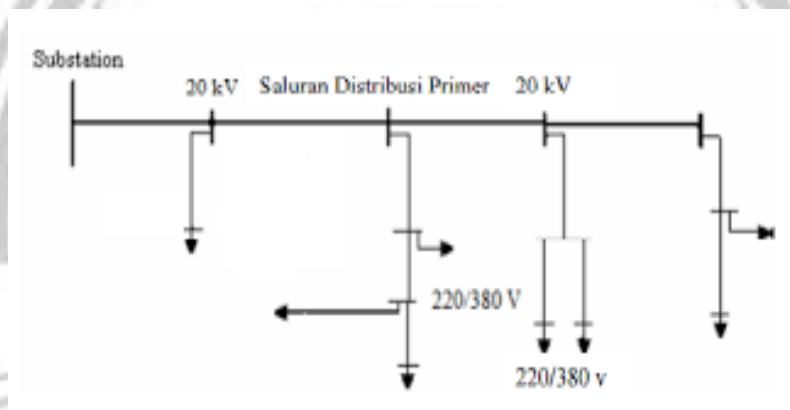 Substation
20 kV Saluran Distribusi Primer 20 kV
220/380 V
220/380 v